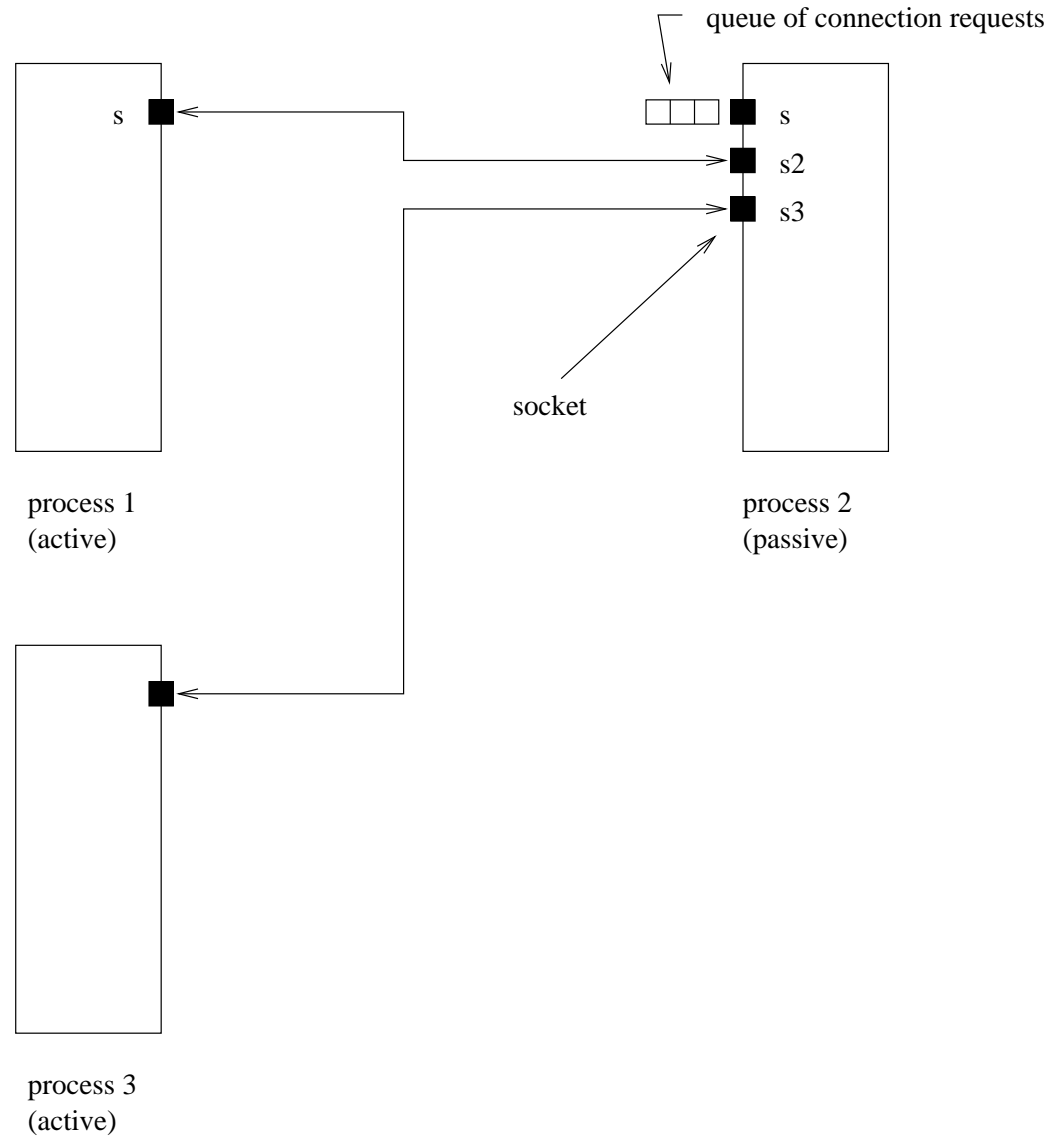 queue of connection requests
s
s
s2
s3
socket
process 1
(active)
process 2
(passive)
process 3
(active)